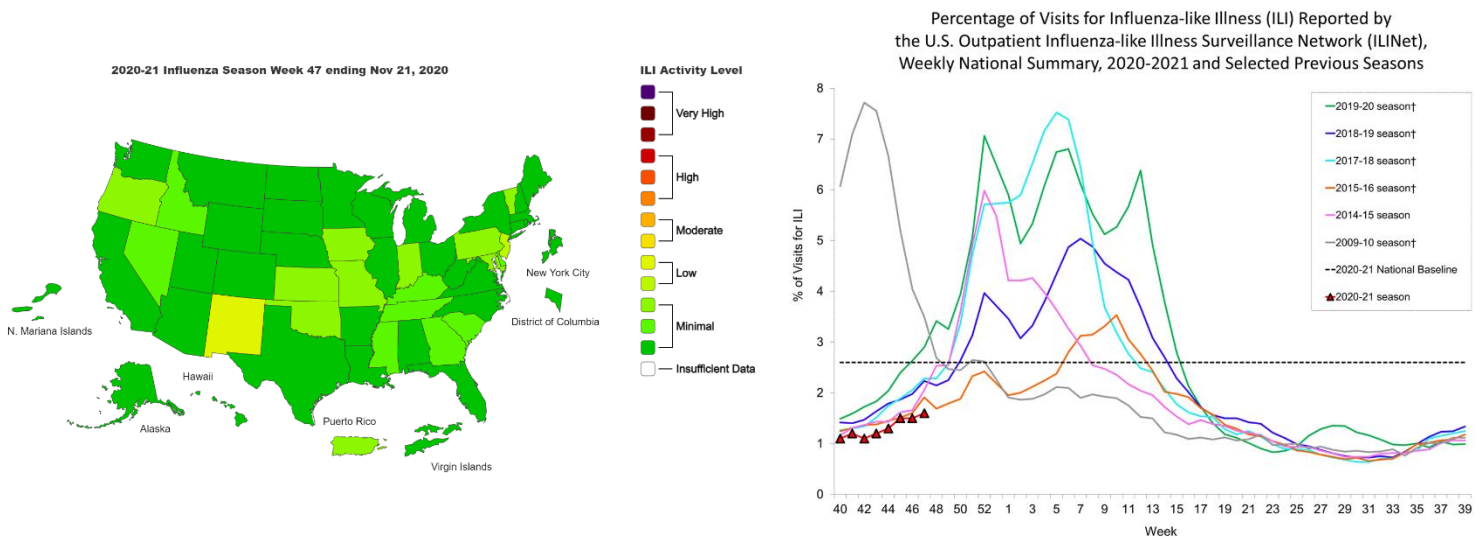 2020-21 Influenza Season Week 47 ending Nov 21, 2020
ILI Activity Level
Very High
High
Moderate
Low
Minimal
Insufficient Data
New York City
District of Columbia
N. Mariana Islands
Hawaii
Alaska
Puerto Rico
Virgin Islands
Percentage of Visits for Influenza-like Illness (ILI) Reported by
the U.S. Outpatient Influenza-like Illness Surveillance Network (ILINet),
Weekly National Summary, 2020-2021 and Selected Previous Seasons
% of Visits for ILI
8
7
6
5
4
3
2
1
0
2019-20 season†
2018-19 season†
2017-18 season†
2015-16 season†
2014-15 season
2009-10 season†
2020-21 National Baseline
2020-21 season
40 42 44 46 48 50 52 1 3 5 7 9 11 13 15 17 19 21 23 25 27 29 31 33 35 37 39
Week